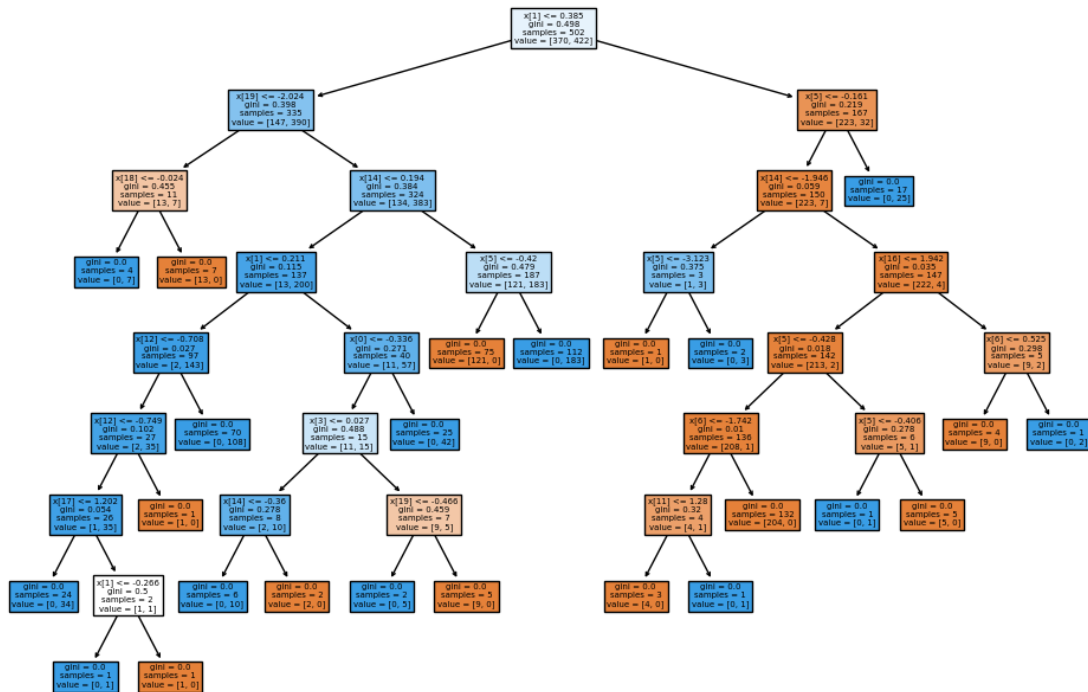 x[1] <= 0.385
gini = 0.498
samples = 502
value = [370, 422]
x[19] <= -2.024
gini = 0.398
samples = 335
value = [147, 390]
x[5] <= -0.161
gini = 0.219
samples = 167
value = [223, 32]
x[18] <= -0.024
gini = 0.455
samples = 11
value = [13, 7]
x[14] <= 0.194
gini = 0.384
samples = 324
value = [134, 383]
x[14] <= -1.946
gini = 0.059
samples = 150
value = [223, 7]
gini = 0.0
samples = 17
value = [0, 25]
gini = 0.0
samples = 4
value = [0, 7]
gini = 0.0
samples = 7
value = [13, 0]
x[1] <= 0.211
gini = 0.115
samples = 137
value = [13, 200]
x[5] <= -0.42
gini = 0.479
samples = 187
value = [121, 183]
x[5] <= -3.123
gini = 0.375
samples = 3
value = [1, 3]
x[16] <= 1.942
gini = 0.035
samples = 147
value = [222, 4]
x[12] <= -0.708
gini = 0.027
samples = 97
value = [2, 143]
x[0] <= -0.336
gini = 0.271
samples = 40
value = [11, 57]
gini = 0.0
samples = 75
value = [121, 0]
gini = 0.0
samples = 112
value = [0, 183]
gini = 0.0
samples = 1
value = [1, 0]
gini = 0.0
samples = 2
value = [0, 3]
x[5] <= -0.428
gini = 0.018
samples = 142
value = [213, 2]
x[6] <= 0.525
gini = 0.298
samples = 5
value = [9, 2]
x[12] <= -0.749
gini = 0.102
samples = 27
value = [2, 35]
gini = 0.0
samples = 70
value = [0, 108]
x[3] <= 0.027
gini = 0.488
samples = 15
value = [11, 15]
gini = 0.0
samples = 25
value = [0, 42]
x[6] <= -1.742
gini = 0.01
samples = 136
value = [208, 1]
x[5] <= -0.406
gini = 0.278
samples = 6
value = [5, 1]
gini = 0.0
samples = 4
value = [9, 0]
gini = 0.0
samples = 1
value = [0, 2]
x[17] <= 1.202
gini = 0.054
samples = 26
value = [1, 35]
gini = 0.0
samples = 1
value = [1, 0]
x[14] <= -0.36
gini = 0.278
samples = 8
value = [2, 10]
x[19] <= -0.466
gini = 0.459
samples = 7
value = [9, 5]
x[11] <= 1.28
gini = 0.32
samples = 4
value = [4, 1]
gini = 0.0
samples = 132
value = [204, 0]
gini = 0.0
samples = 1
value = [0, 1]
gini = 0.0
samples = 5
value = [5, 0]
gini = 0.0
samples = 24
value = [0, 34]
x[1] <= -0.266
gini = 0.5
samples = 2
value = [1, 1]
gini = 0.0
samples = 6
value = [0, 10]
gini = 0.0
samples = 2
value = [2, 0]
gini = 0.0
samples = 2
value = [0, 5]
gini = 0.0
samples = 5
value = [9, 0]
gini = 0.0
samples = 3
value = [4, 0]
gini = 0.0
samples = 1
value = [0, 1]
gini = 0.0
samples = 1
value = [0, 1]
gini = 0.0
samples = 1
value = [1, 0]